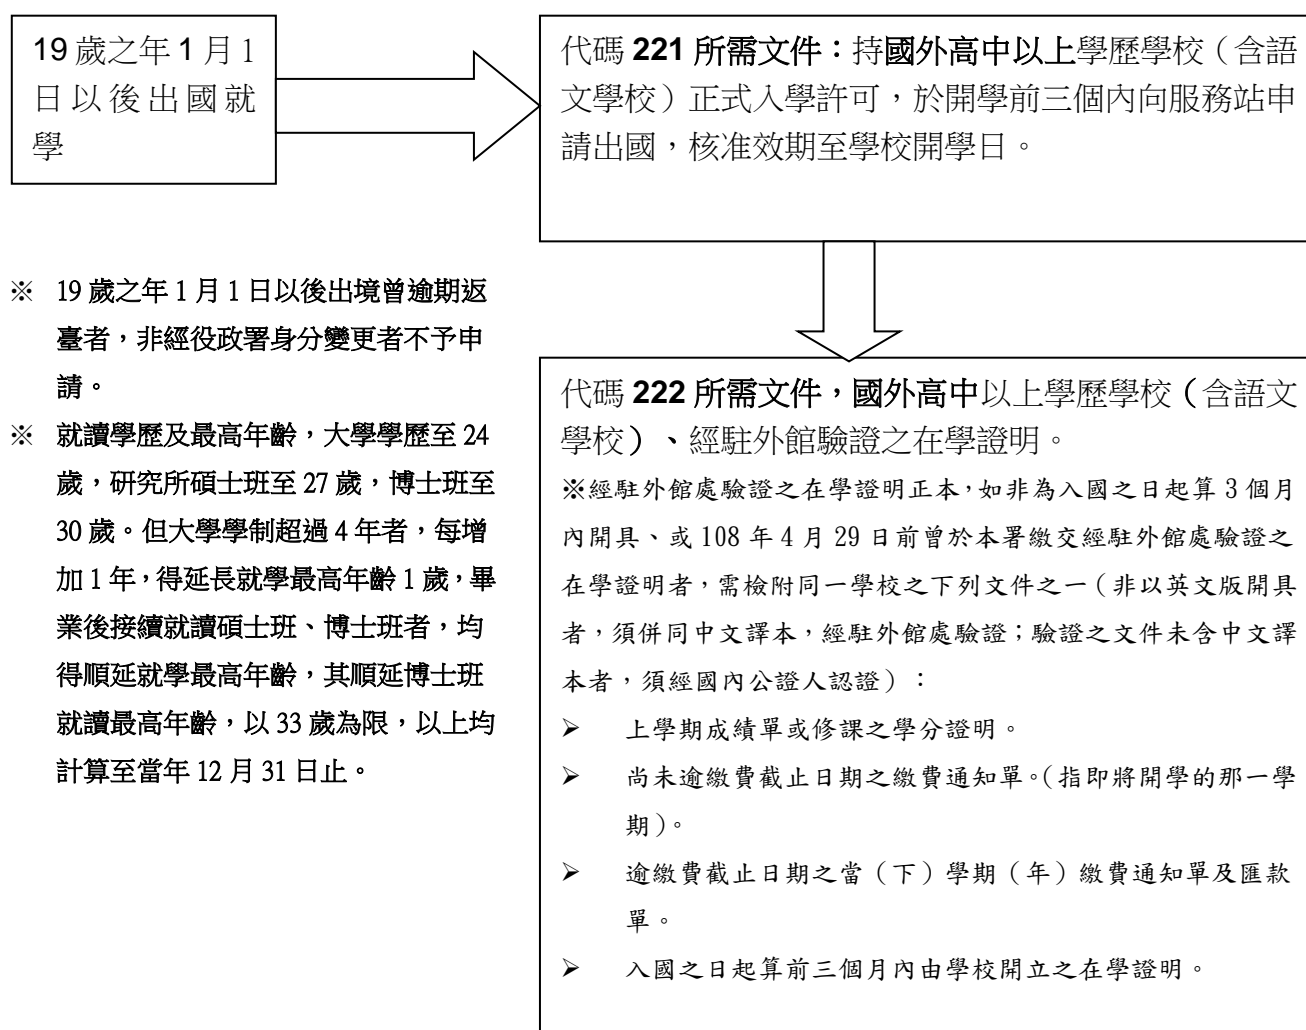 19 歲之年 1 月 1
日以後出國就
學
代碼 221 所需文件：持國外高中以上學歷學校（含語
文學校）正式入學許可，於開學前三個內向服務站申
請出國，核准效期至學校開學日。
※ 19 歲之年 1 月 1 日以後出境曾逾期返
臺者，非經役政署身分變更者不予申
請。
※ 就讀學歷及最高年齡，大學學歷至 24
歲，研究所碩士班至 27 歲，博士班至
30 歲。但大學學制超過 4 年者，每增
加 1 年，得延長就學最高年齡 1 歲，畢
業後接續就讀碩士班、博士班者，均
得順延就學最高年齡，其順延博士班
就讀最高年齡，以 33 歲為限，以上均
計算至當年 12 月 31 日止。
代碼 222 所需文件，國外高中以上學歷學校（含語文
學校）、經駐外館驗證之在學證明。
※經駐外館處驗證之在學證明正本，如非為入國之日起算 3 個月
內開具、或 108 年 4 月 29 日前曾於本署繳交經駐外館處驗證之
在學證明者，需檢附同一學校之下列文件之一（非以英文版開具
者，須併同中文譯本，經駐外館處驗證；驗證之文件未含中文譯
本者，須經國內公證人認證）：
➢ 上學期成績單或修課之學分證明。
➢ 尚未逾繳費截止日期之繳費通知單。（指即將開學的那一學
期）。
➢ 逾繳費截止日期之當（下）學期（年）繳費通知單及匯款
單。
➢ 入國之日起算前三個月內由學校開立之在學證明。